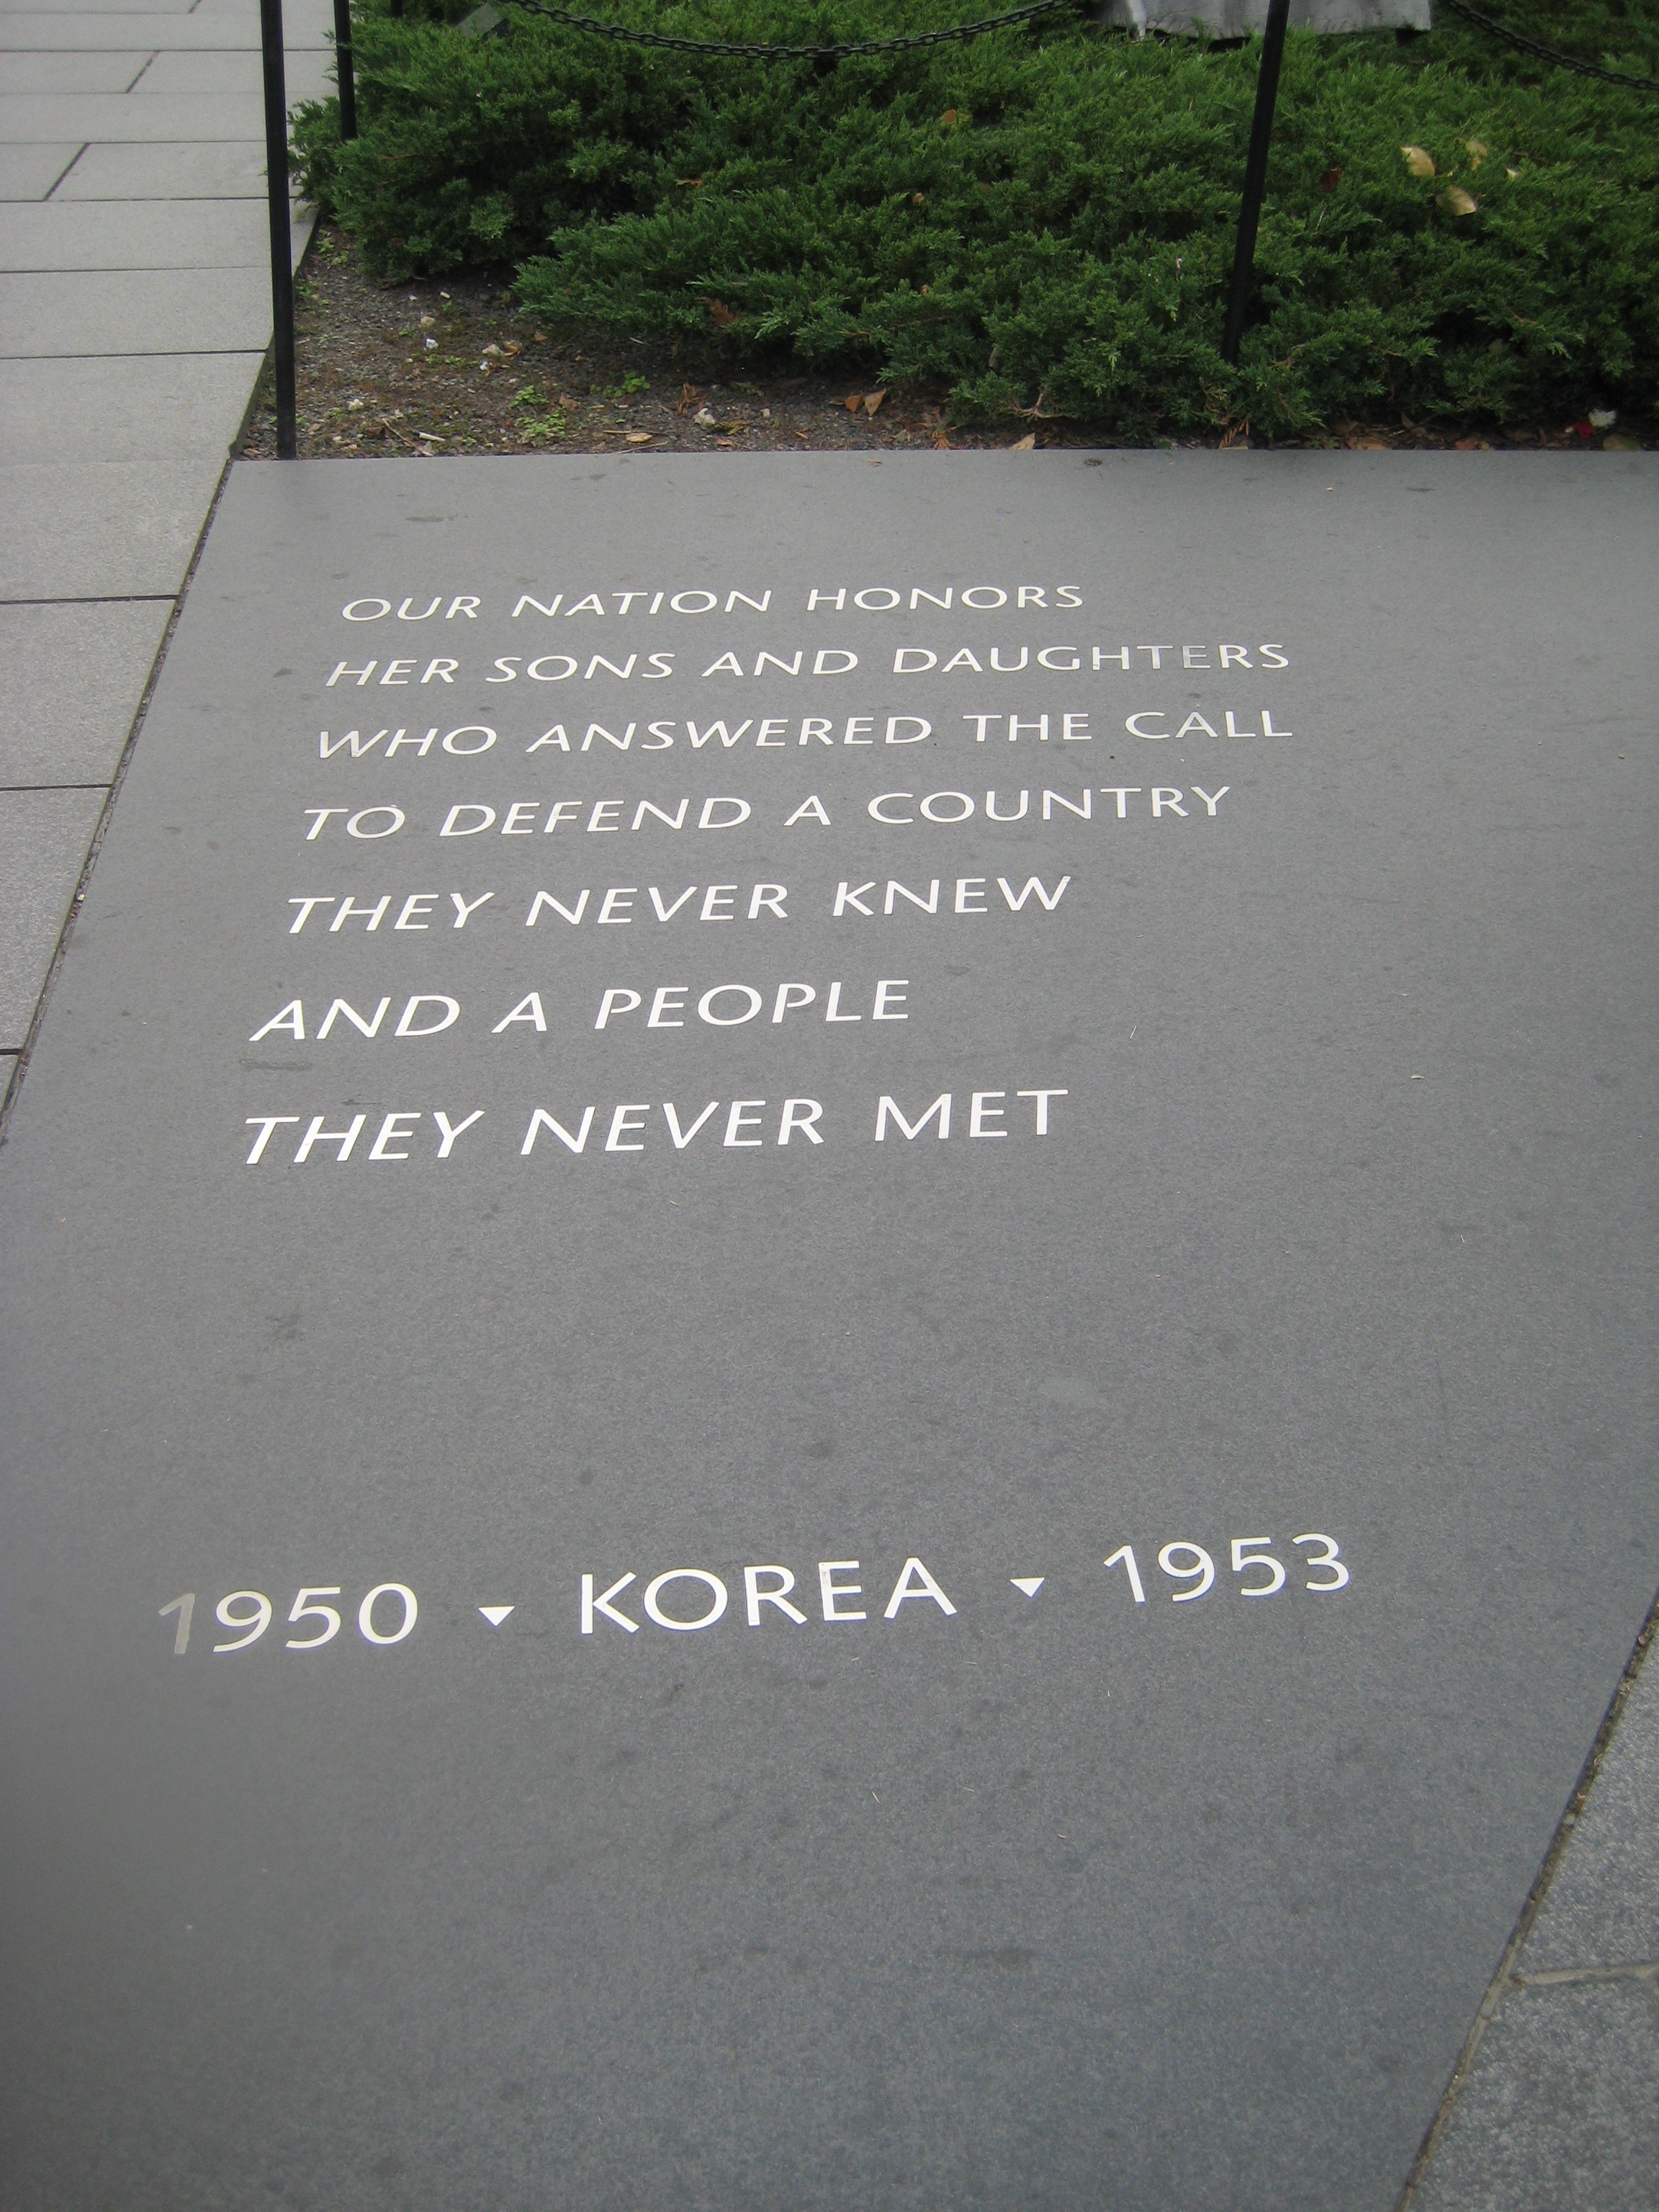 OUR NATION HONORS
HER SONS AND DAUGHTERS
WHO ANSWERED THE CALL
TO DEFEND A COUNTRY
THEY NEVER KNEW
AND A PEOPLE
THEY NEVER MET
1950 ▾ KOREA ▾ 1953